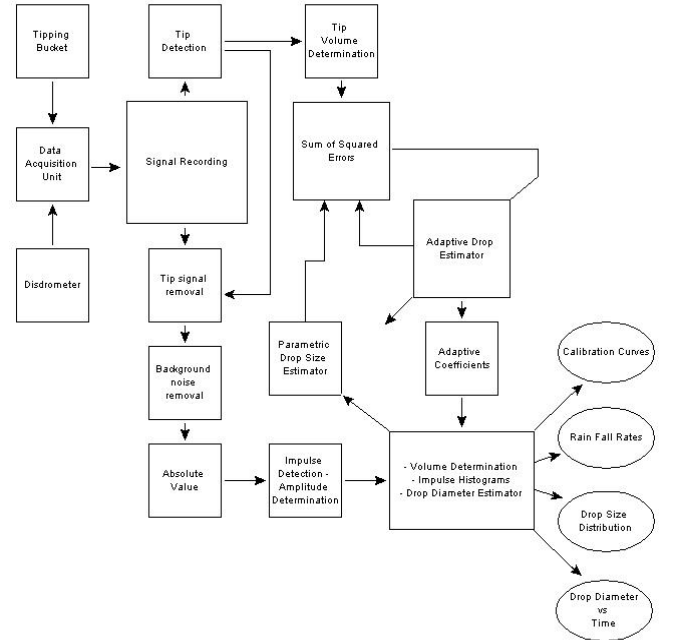 Tipping
Bucket
Tip
Detection
Tip
Volume
Determination
Data
Acquisition
Unit
Signal Recording
Sum of Squared
Errors
Disdrometer
Tip signal
removal
Adaptive Drop
Estimator
Parametric
Drop Size
Estimator
Adaptive
Coefficients
Calibration Curves
Background
noise
removal
Rain Fall Rates
Absolute
Value
Impulse
Detection -
Amplitude
Determination
- Volume Determination
- Impulse Histograms
- Drop Diameter Estimator
Drop Size
Distribution
Drop Diameter
vs
Time